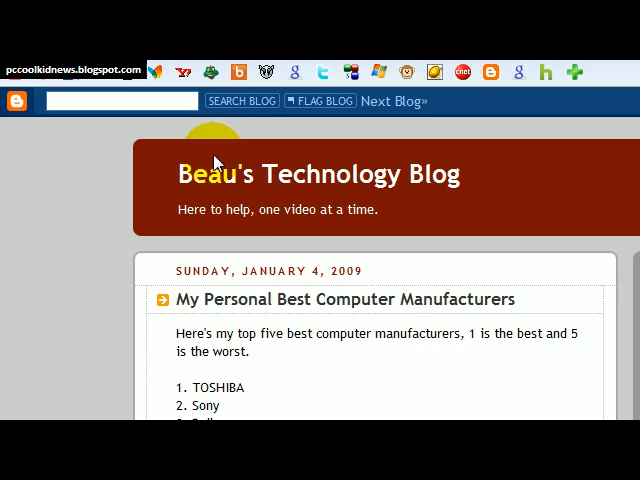 pccoolkidnews.blogspot.com
SEARCH BLOG FLAG BLOG Next Blog»
Beau's Technology Blog
Here to help, one video at a time.
SUNDAY, JANUARY 4, 2009
My Personal Best Computer Manufacturers
Here's my top five best computer manufacturers, 1 is the best and 5
is the worst.
1. TOSHIBA
2. Sony